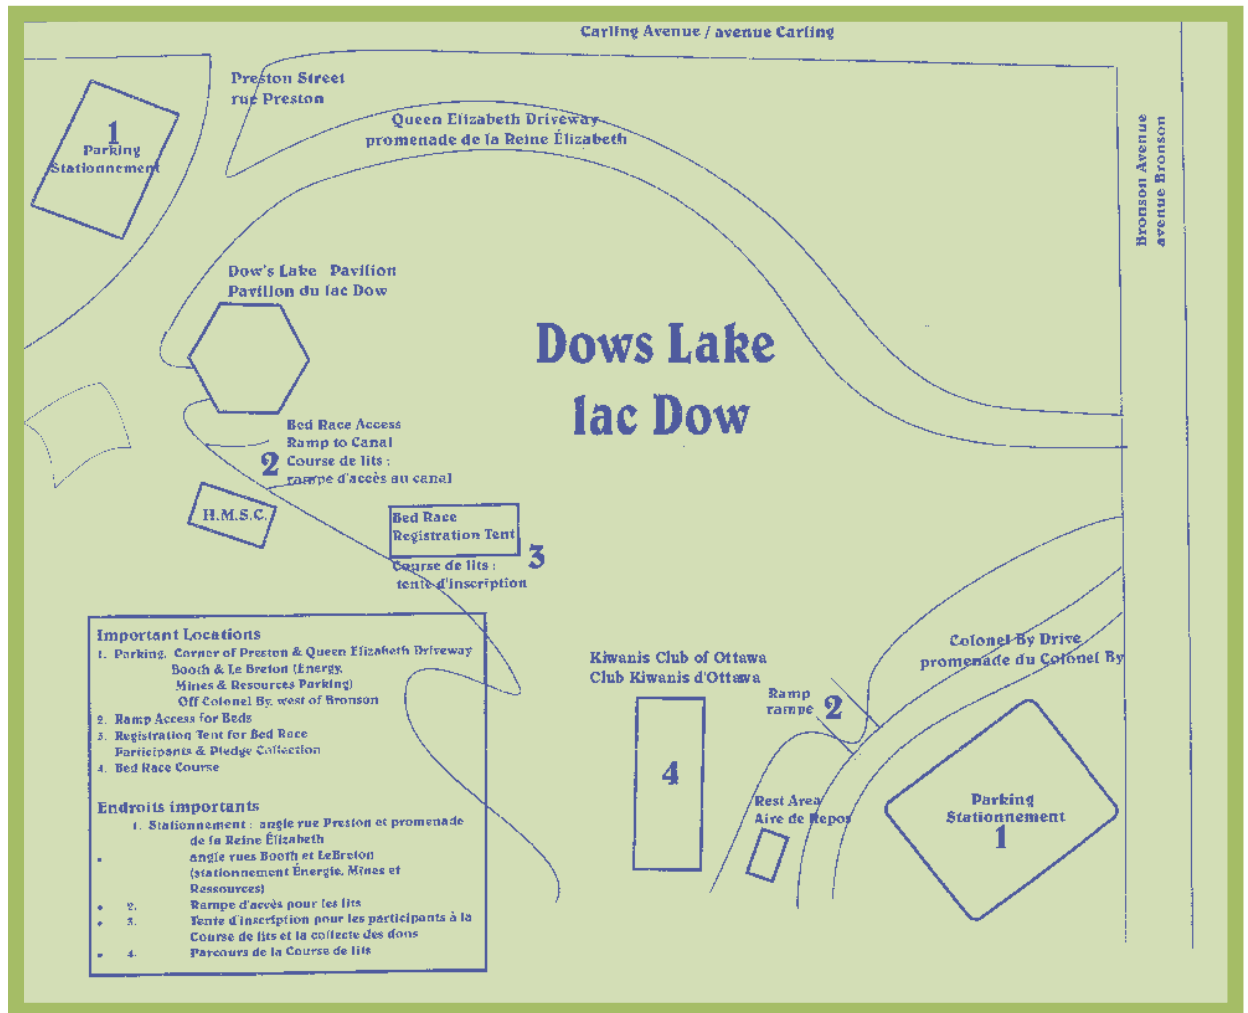 Carling Avenue / avenue Carling
Preston Street
rue Preston
1
Parking
Stationnement
Queen Elizabeth Driveway
promenade de la Reine Élizabeth
Bronson Avenue
avenue Bronson
Dow's Lake Pavilion
Pavilion du lac Dow
Dows Lake
lac Dow
Bed Race Access
Ramp to Canal
2 Course de lits :
rampe d'accès au canal
H.M.S.C.
Bed Race
Registration Tent
3
Course de lits :
tente d'inscription
Important Locations
1. Parking. Corner of Preston & Queen Elizabeth Driveway
Booth & Le Breton (Energy,
Mines & Resources Parking)
Off Colonel By, west of Bronson
2. Ramp Access for Beds
3. Registration Tent for Bed Race
Participants & Pledge Collection
4. Bed Race Course
Endroits importants
1. Stationnement : angle rue Preston et promenade
de la Reine Élizabeth
• angle rues Booth et LeBreton
(stationnement Énergie, Mines et
Ressources)
• 2. Rampe d'accès pour les lits
• 3. Tente d'inscription pour les participants à la
Course de lits et la collecte des dons
• 4. Parcours de la Course de lits
Kiwanis Club of Ottawa
Club Kiwanis d'Ottawa
4
Ramp
rampe
2
Colonel By Drive
promenade du Colonel By
Rest Area
Aire de Repos
Parking
Stationnement
1